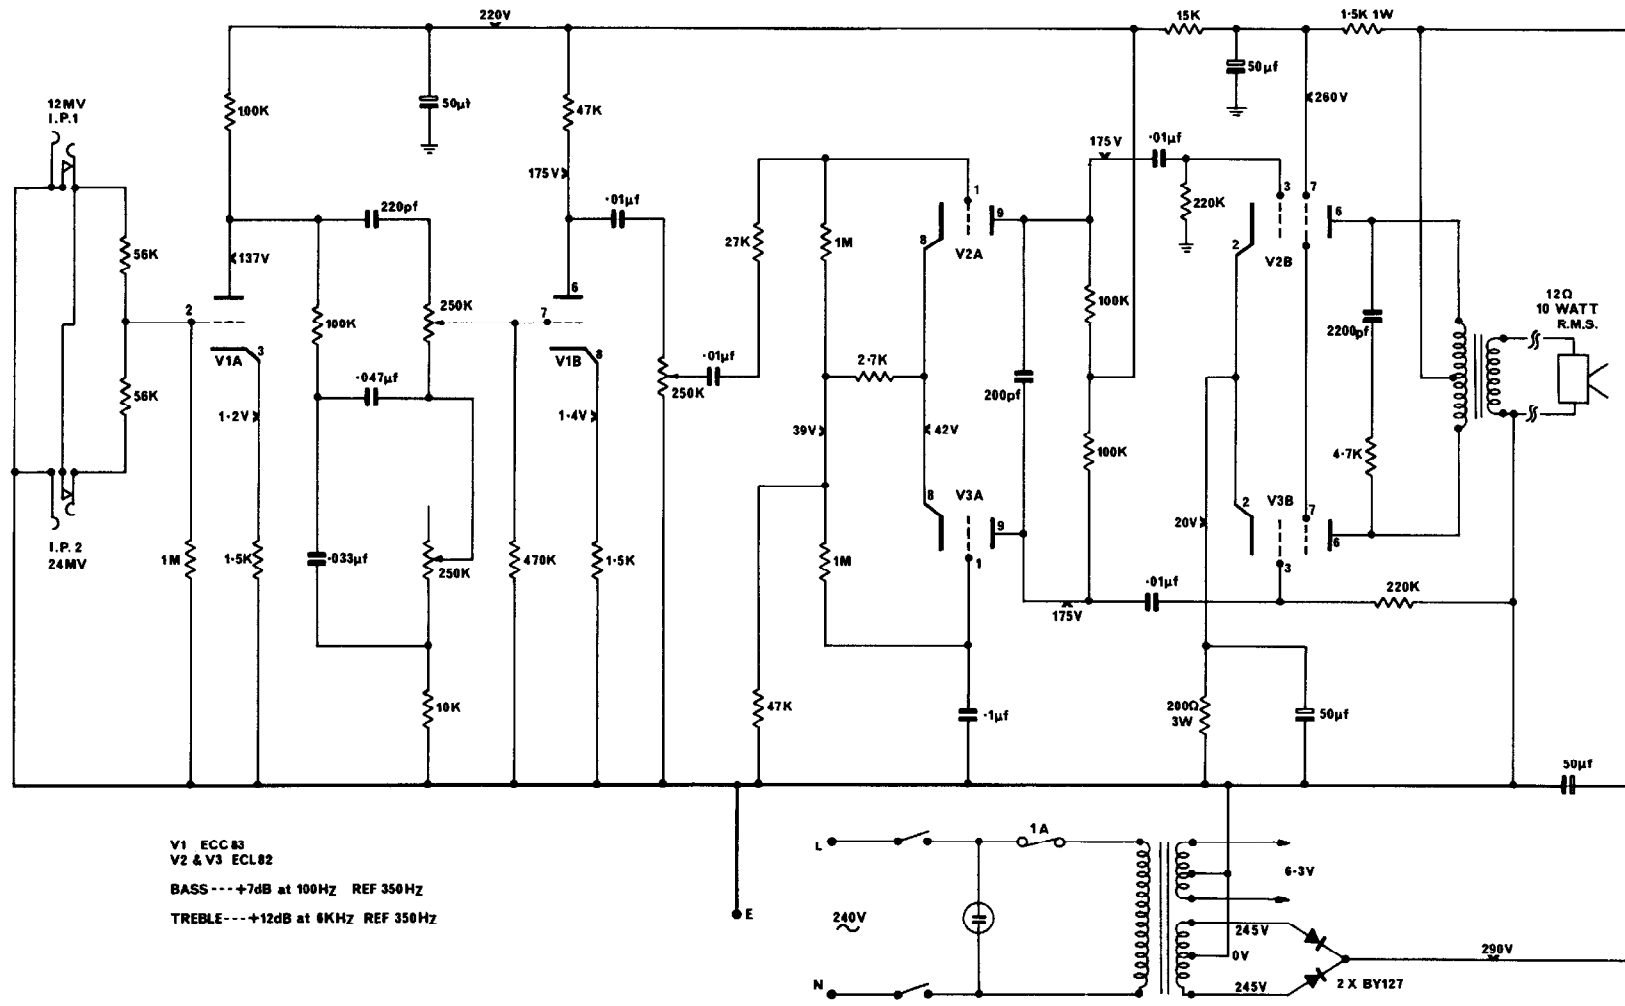 220V
15K
1·5K 1W
50µf
12MV
I.P.1
100K
50µf
47K
260V
175V
·01µf
175V
·01µf
220pf
220K
3
7
1
9
6
56K
27K
1M
8
V2A
2
V2B
137V
6
250K
7
2
100K
100K
12Ω
10 WATT
R.M.S.
2200pf
V1A
3
V1B
8
·01µf
2·7K
·047µf
250K
200pf
56K
1·2V
1·4V
39V
42V
100K
4·7K
8
V3A
9
1
20V
2
V3B
7
6
3
I.P. 2
24MV
1M
1·5K
·033µf
250K
470K
1·5K
1M
·01µf
220K
175V
10K
47K
·1µf
200Ω
3W
50µf
50µf
V1 ECC 83
V2 & V3 ECL82
BASS ---+7dB at 100Hz REF 350Hz
TREBLE---+12dB at 6KHz REF 350Hz
L
1A
6·3V
E
240V
245V
0V
290V
N
245V
2 X BY127